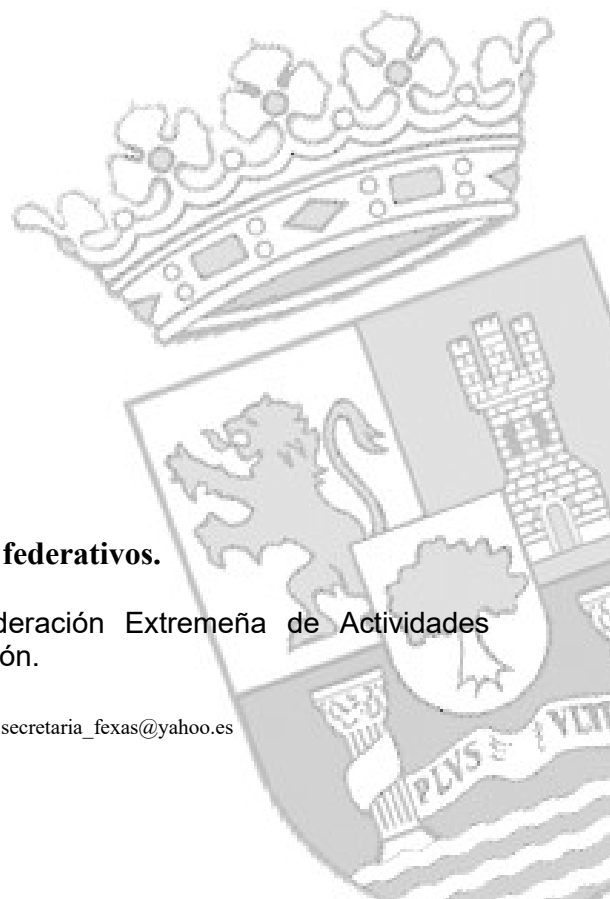 federativos.
deración Extremeña de Actividades
ón.
secretaria_fexas@yahoo.es
PLVS
VLT